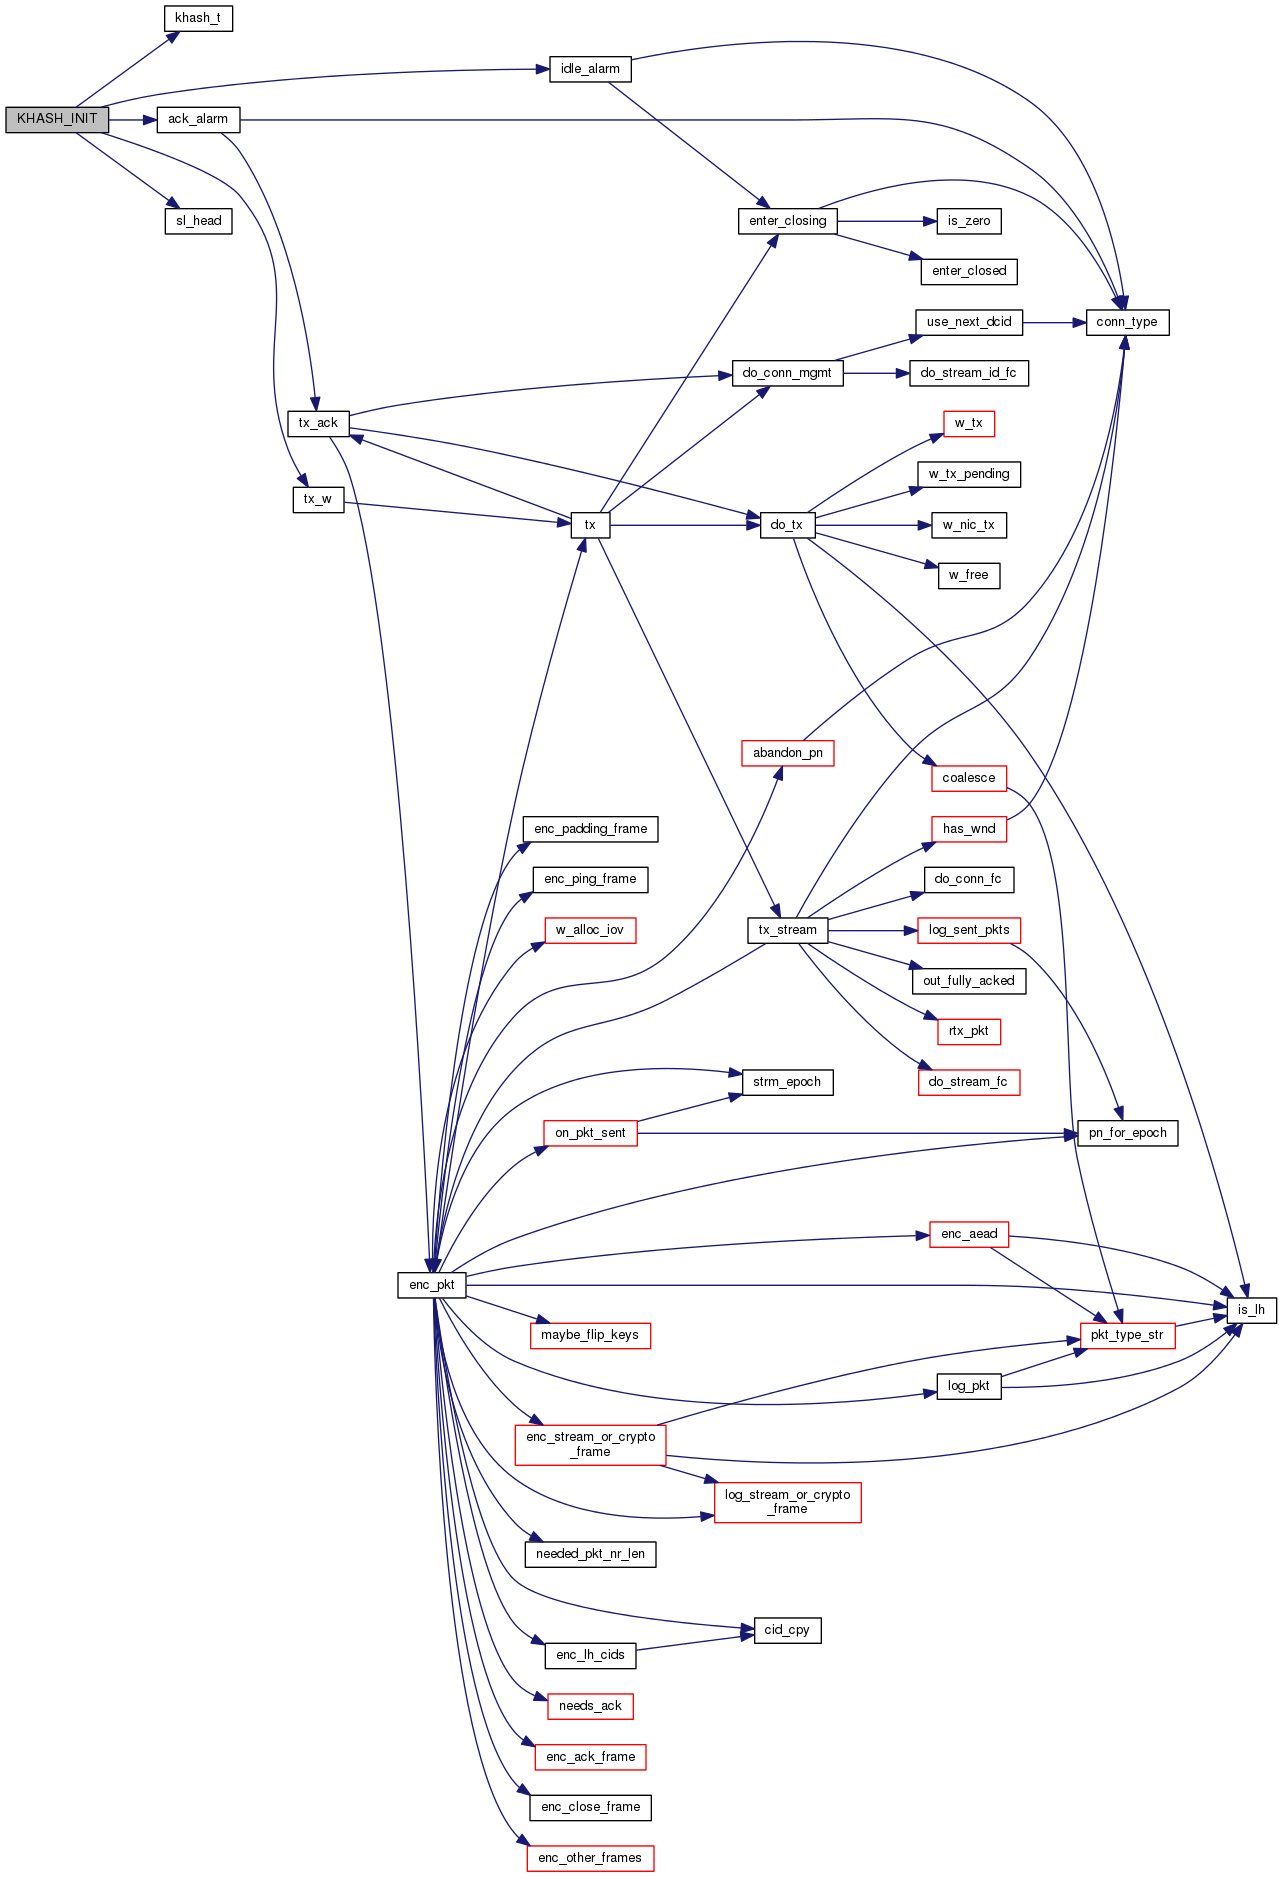 khash_t
idle_alarm
KHASH_INIT
ack_alarm
sl_head
enter_closing
is_zero
enter_closed
use_next_dcid
conn_type
do_conn_mgmt
do_stream_id_fc
tx_ack
w_tx
w_tx_pending
tx_w
tx
do_tx
w_nic_tx
w_free
abandon_pn
coalesce
enc_padding_frame
has_wnd
enc_ping_frame
do_conn_fc
w_alloc_iov
tx_stream
log_sent_pkts
out_fully_acked
rtx_pkt
strm_epoch
do_stream_fc
on_pkt_sent
pn_for_epoch
enc_aead
enc_pkt
is_lh
maybe_flip_keys
pkt_type_str
log_pkt
enc_stream_or_crypto
_frame
log_stream_or_crypto
_frame
needed_pkt_nr_len
cid_cpy
enc_lh_cids
needs_ack
enc_ack_frame
enc_close_frame
enc_other_frames